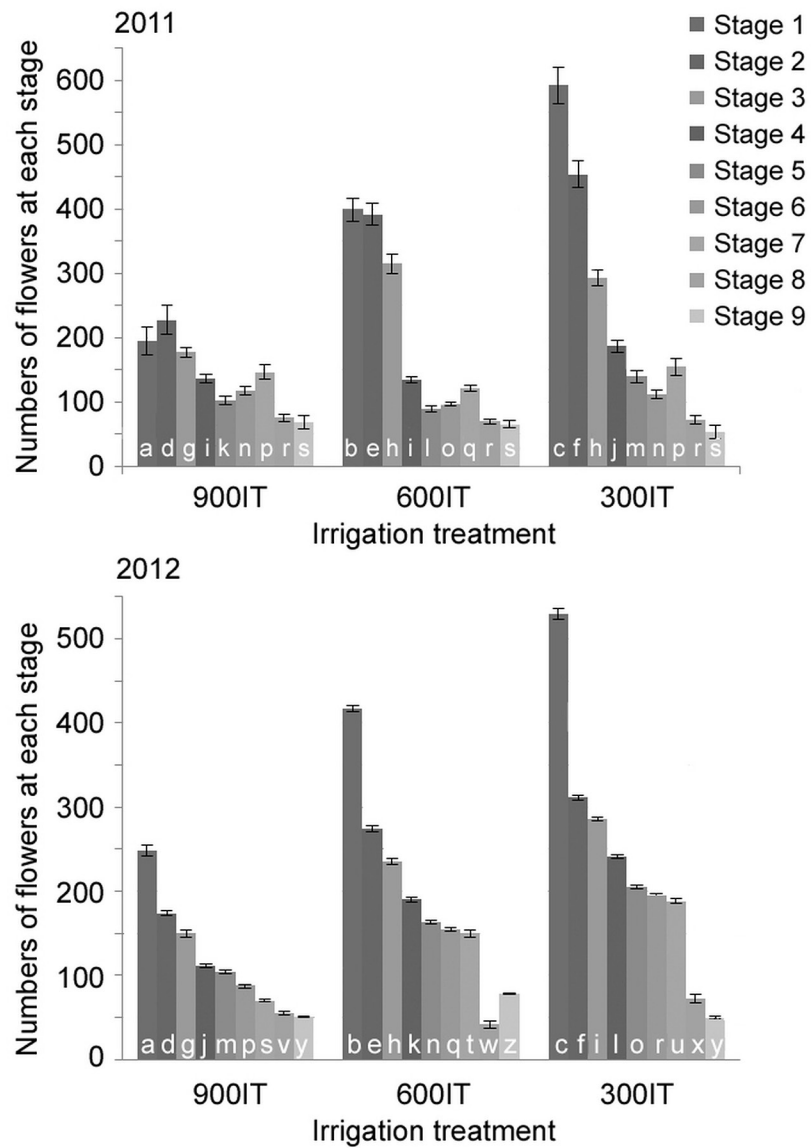 2011
Numbers of flowers at each stage
600
500
400
300
200
100
0
a d g i k n p r s
b e h i l o q r s
c f h j m n p r s
900IT 600IT 300IT
Irrigation treatment
Stage 1
Stage 2
Stage 3
Stage 4
Stage 5
Stage 6
Stage 7
Stage 8
Stage 9
2012
Numbers of flowers at each stage
500
400
300
200
100
0
a d g j m p s v y
b e h k n q t w z
c f i l o r u x y
900IT 600IT 300IT
Irrigation treatment